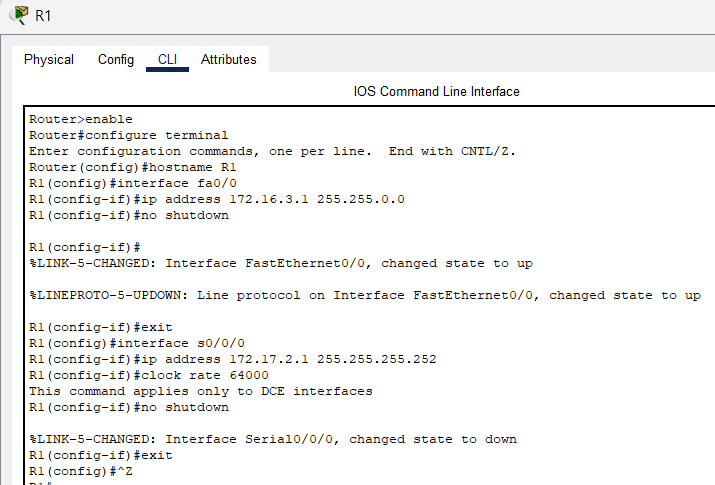 R1
Physical Config CLI Attributes
IOS Command Line Interface
Router>enable
Router#configure terminal
Enter configuration commands, one per line.  End with CNTL/Z.
Router(config)#hostname R1
R1(config)#interface fa0/0
R1(config-if)#ip address 172.16.3.1 255.255.0.0
R1(config-if)#no shutdown
R1(config-if)#
%LINK-5-CHANGED: Interface FastEthernet0/0, changed state to up
%LINEPROTO-5-UPDOWN: Line protocol on Interface FastEthernet0/0, changed state to up
R1(config-if)#exit
R1(config)#interface s0/0/0
R1(config-if)#ip address 172.17.2.1 255.255.255.252
R1(config-if)#clock rate 64000
This command applies only to DCE interfaces
R1(config-if)#no shutdown
%LINK-5-CHANGED: Interface Serial0/0/0, changed state to down
R1(config-if)#exit
R1(config)#^Z
R1#